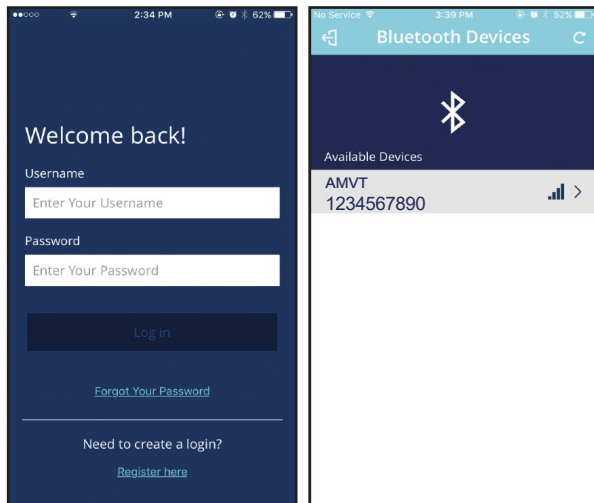 2:34 PM
62%
Welcome back!
Username
Enter Your Username
Password
Enter Your Password
Log in
Forgot Your Password
Need to create a login?
Register here
No Service
3:39 PM
52%
Bluetooth Devices
Available Devices
AMVT
1234567890